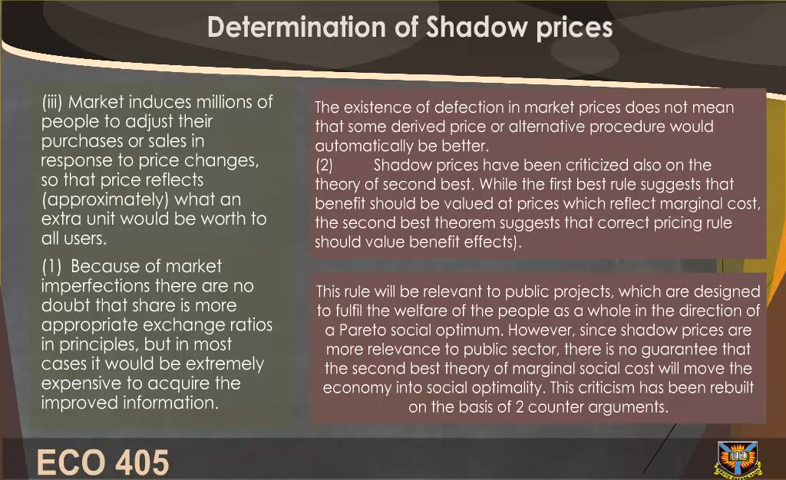 Determination of Shadow prices
(iii) Market induces millions of
people to adjust their
purchases or sales in
response to price changes,
so that price reflects
(approximately) what an
extra unit would be worth to
all users.
(1) Because of market
imperfections there are no
doubt that share is more
appropriate exchange ratios
in principles, but in most
cases it would be extremely
expensive to acquire the
improved information.
The existence of defection in market prices does not mean
that some derived price or alternative procedure would
automatically be better.
(2) Shadow prices have been criticized also on the
theory of second best. While the first best rule suggests that
benefit should be valued at prices which reflect marginal cost,
the second best theorem suggests that correct pricing rule
should value benefit effects).
This rule will be relevant to public projects, which are designed
to fulfil the welfare of the people as a whole in the direction of
a Pareto social optimum. However, since shadow prices are
more relevance to public sector, there is no guarantee that
the second best theory of marginal social cost will move the
economy into social optimality. This criticism has been rebuilt
on the basis of 2 counter arguments.
ECO 405